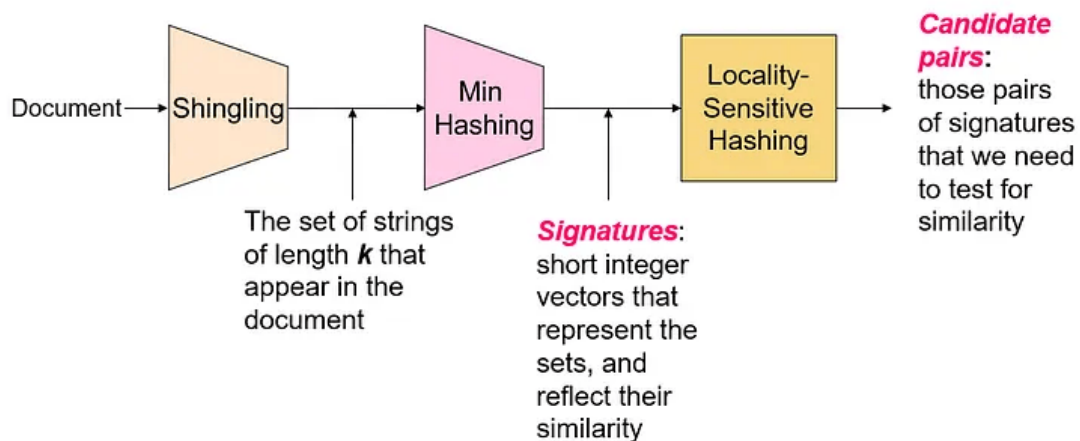 Document
Shingling
The set of strings
of length k that
appear in the
document
Min
Hashing
Signatures:
short integer
vectors that
represent the
sets, and
reflect their
similarity
Locality-
Sensitive
Hashing
Candidate
pairs:
those pairs
of signatures
that we need
to test for
similarity